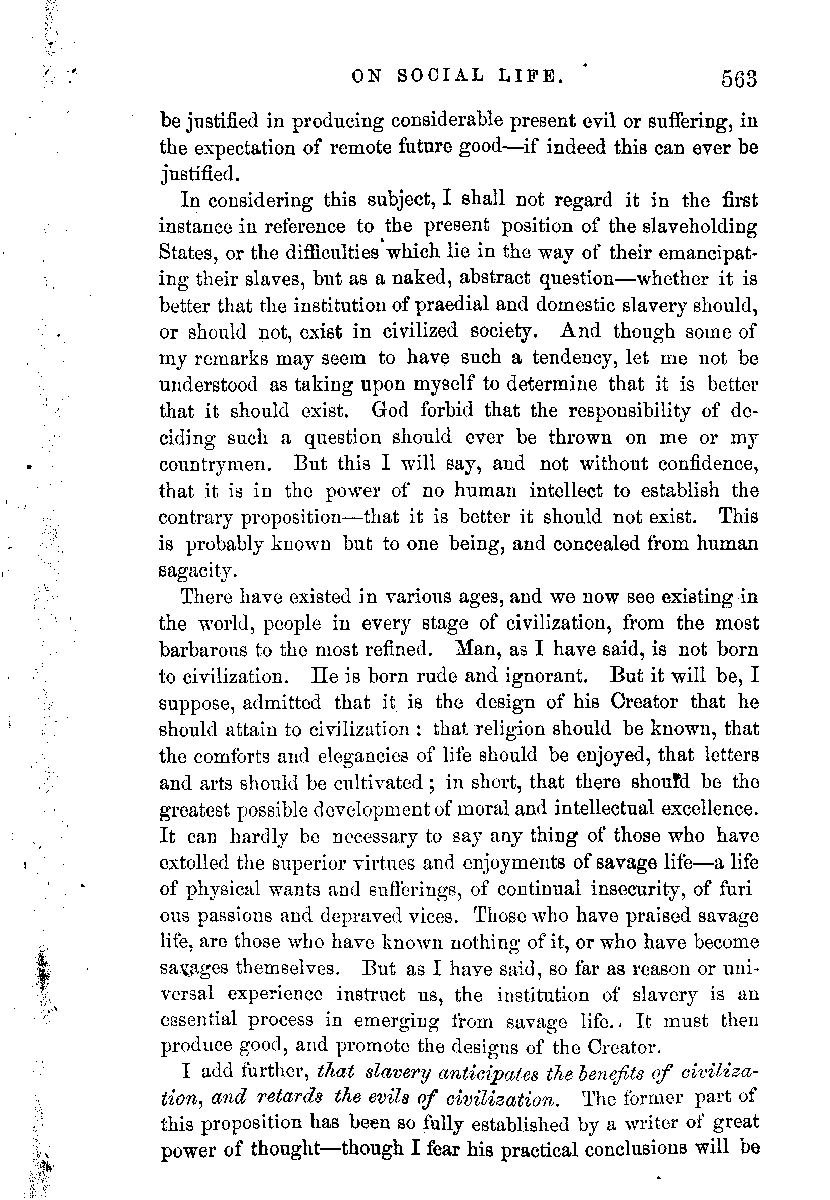 ON SOCIAL LIFE. 563
be justified in producing considerable present evil or suffering, in
the expectation of remote future good—if indeed this can ever be
justified.
In considering this subject, I shall not regard it in the first
instance in reference to the present position of the slaveholding
States, or the difficulties which lie in the way of their emancipat-
ing their slaves, but as a naked, abstract question—whether it is
better that the institution of praedial and domestic slavery should,
or should not, exist in civilized society. And though some of
my remarks may seem to have such a tendency, let me not be
understood as taking upon myself to determine that it is better
that it should exist. God forbid that the responsibility of de-
ciding such a question should ever be thrown on me or my
countrymen. But this I will say, and not without confidence,
that it is in the power of no human intellect to establish the
contrary proposition—that it is better it should not exist. This
is probably known but to one being, and concealed from human
sagacity.
There have existed in various ages, and we now see existing in
the world, people in every stage of civilization, from the most
barbarous to the most refined. Man, as I have said, is not born
to civilization. He is born rude and ignorant. But it will be, I
suppose, admitted that it is the design of his Creator that he
should attain to civilization: that religion should be known, that
the comforts and elegancies of life should be enjoyed, that letters
and arts should be cultivated; in short, that there should be the
greatest possible development of moral and intellectual excellence.
It can hardly be necessary to say any thing of those who have
extolled the superior virtues and enjoyments of savage life—a life
of physical wants and sufferings, of continual insecurity, of furi
ous passions and depraved vices. Those who have praised savage
life, are those who have known nothing of it, or who have become
savages themselves. But as I have said, so far as reason or uni-
versal experience instruct us, the institution of slavery is an
essential process in emerging from savage life.. It must then
produce good, and promote the designs of the Creator.
I add further, that slavery anticipates the benefits of civiliza-
tion, and retards the evils of civilization. The former part of
this proposition has been so fully established by a writer of great
power of thought—though I fear his practical conclusions will be